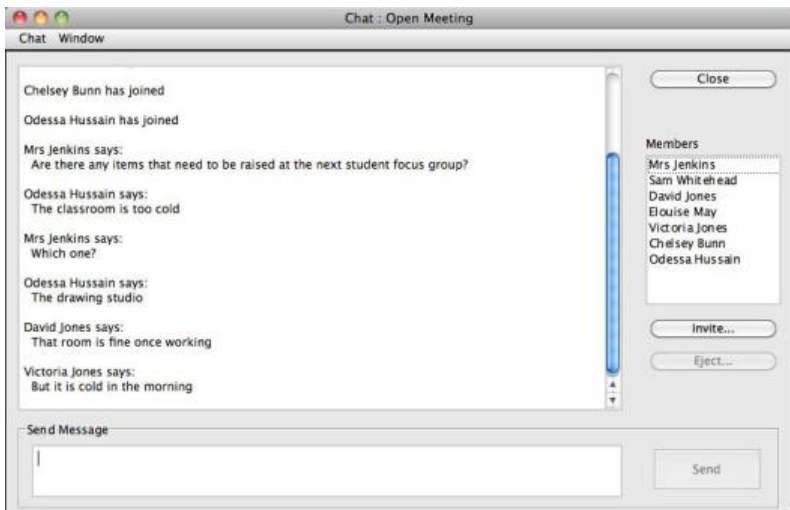 Chat : Open Meeting
Chat Window
Chelsey Bunn has joined
Odessa Hussain has joined
Mrs Jenkins says:
Are there any items that need to be raised at the next student focus group?
Odessa Hussain says:
The classroom is too cold
Mrs Jenkins says:
Which one?
Odessa Hussain says:
The drawing studio
David Jones says:
That room is fine once working
Victoria Jones says:
But it is cold in the morning
Close
Members
Mrs Jenkins
Sam Whitehead
David Jones
Elouise May
Victoria Jones
Chelsey Bunn
Odessa Hussain
Invite...
Eject...
Send Message
Send